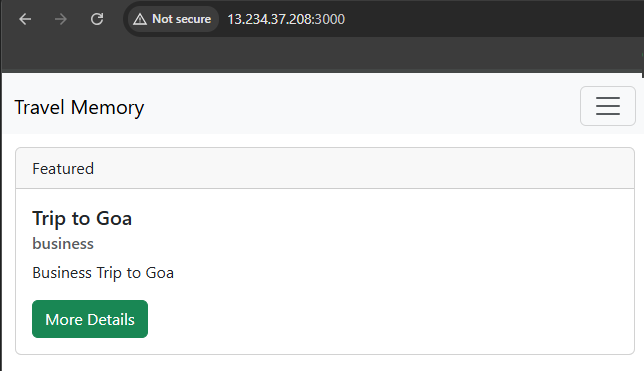 Not secure 13.234.37.208:3000
Travel Memory
Featured
Trip to Goa
business
Business Trip to Goa
More Details